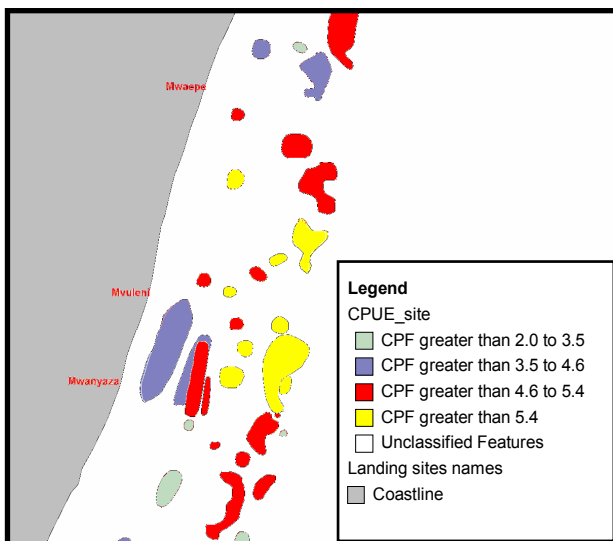 Mwaepe
Mvuleni
Mwanyaza
Legend
CPUE_site
CPF greater than 2.0 to 3.5
CPF greater than 3.5 to 4.6
CPF greater than 4.6 to 5.4
CPF greater than 5.4
Unclassified Features
Landing sites names
Coastline